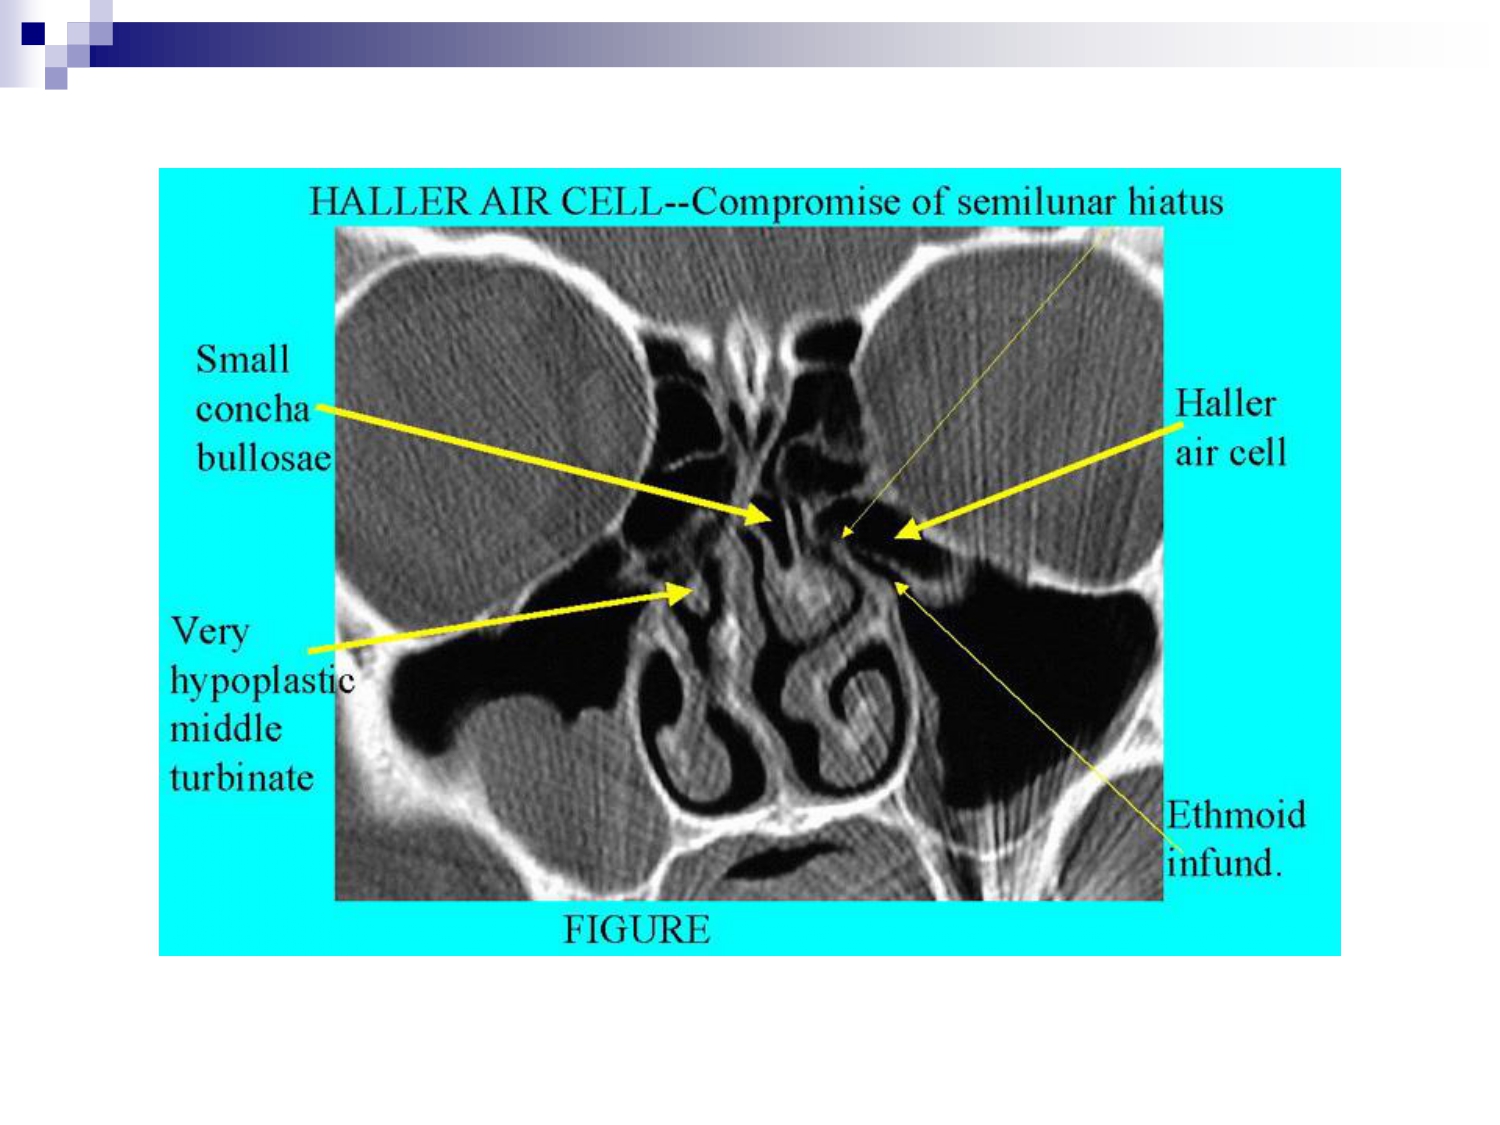 HALLER AIR CELL--Compromise of semilunar hiatus
Small
concha
bullosae
Haller
air cell
Very
hypoplastic
middle
turbinate
Ethmoid
infund.
FIGURE